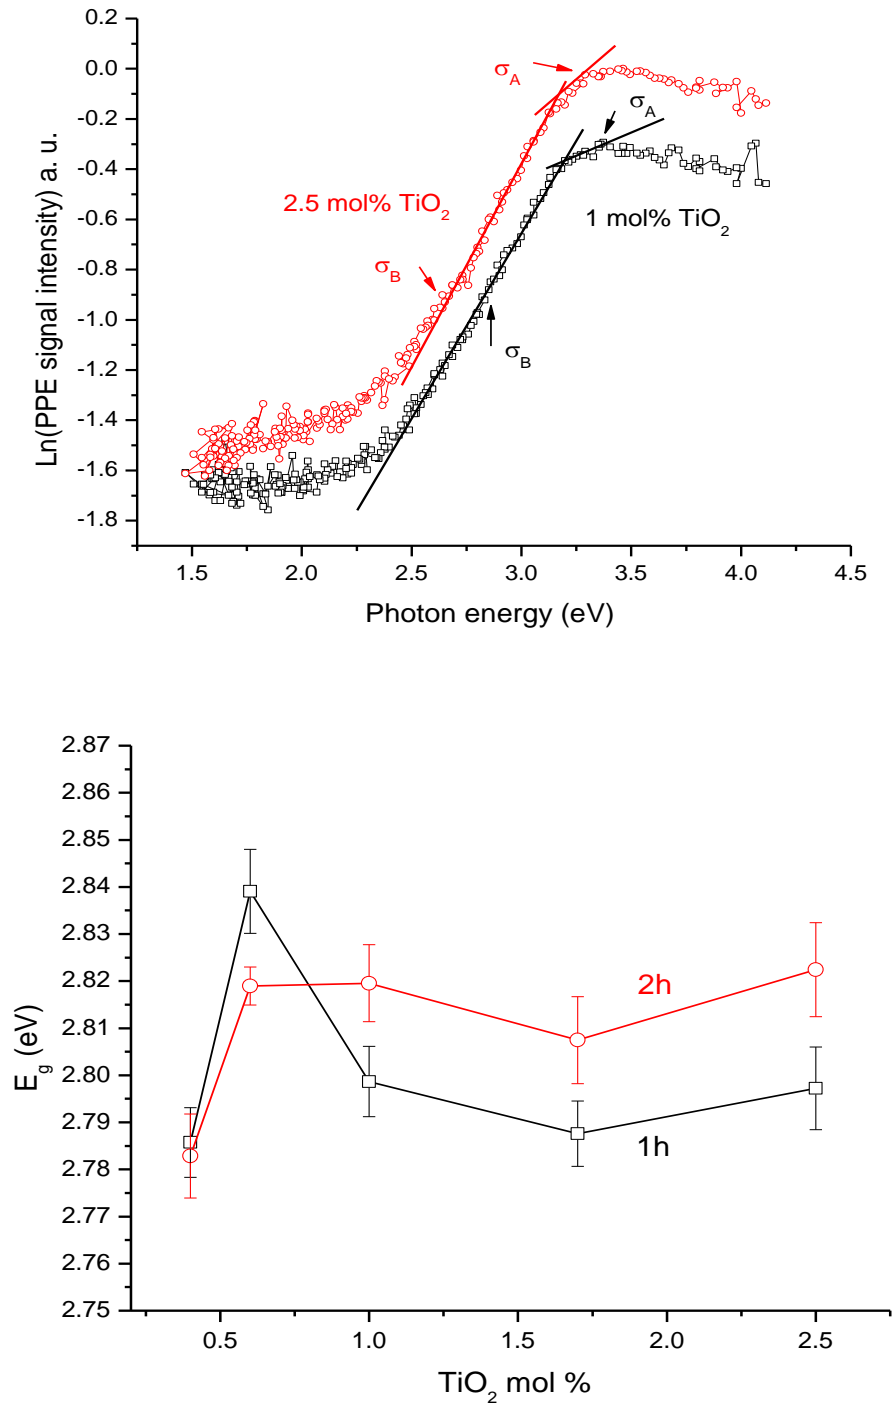 0.2
0.0
-0.2
-0.4
-0.6
-0.8
-1.0
-1.2
-1.4
-1.6
-1.8
Ln(PPE signal intensity) a. u.
σA
σA
2.5 mol% TiO2
1 mol% TiO2
σB
σB
1.5 2.0 2.5 3.0 3.5 4.0 4.5
Photon energy (eV)
2.87
2.86
2.85
2.84
2.83
2.82
2.81
2.80
2.79
2.78
2.77
2.76
2.75
Eg (eV)
2h
1h
0.5 1.0 1.5 2.0 2.5
TiO2 mol %